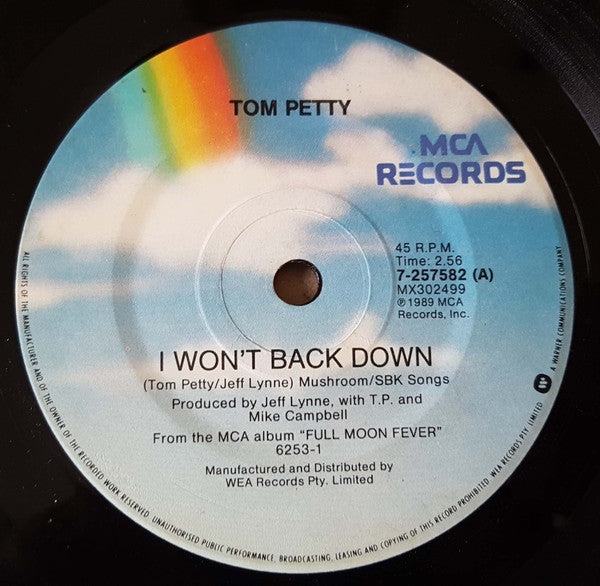 TOM PETTY
MCA
RECORDS
45 R.P.M.
Time: 2.56
7-257582 (A)
MX302499
℗ 1989 MCA
Records, Inc.
I WON'T BACK DOWN
(Tom Petty/Jeff Lynne) Mushroom/SBK Songs
Produced by Jeff Lynne, with T.P. and
Mike Campbell
From the MCA album "FULL MOON FEVER"
6253-1
Manufactured and Distributed by
WEA Records Pty. Limited
ALL RIGHTS OF THE MANUFACTURER AND OF THE OWNER OF THE RECORDED WORK RESERVED. UNAUTHORISED PUBLIC PERFORMANCE, BROADCASTING, LEASING AND COPYING OF THIS RECORD PROHIBITED. WEA RECORDS PTY. LIMITED
A WARNER COMMUNICATIONS COMPANY